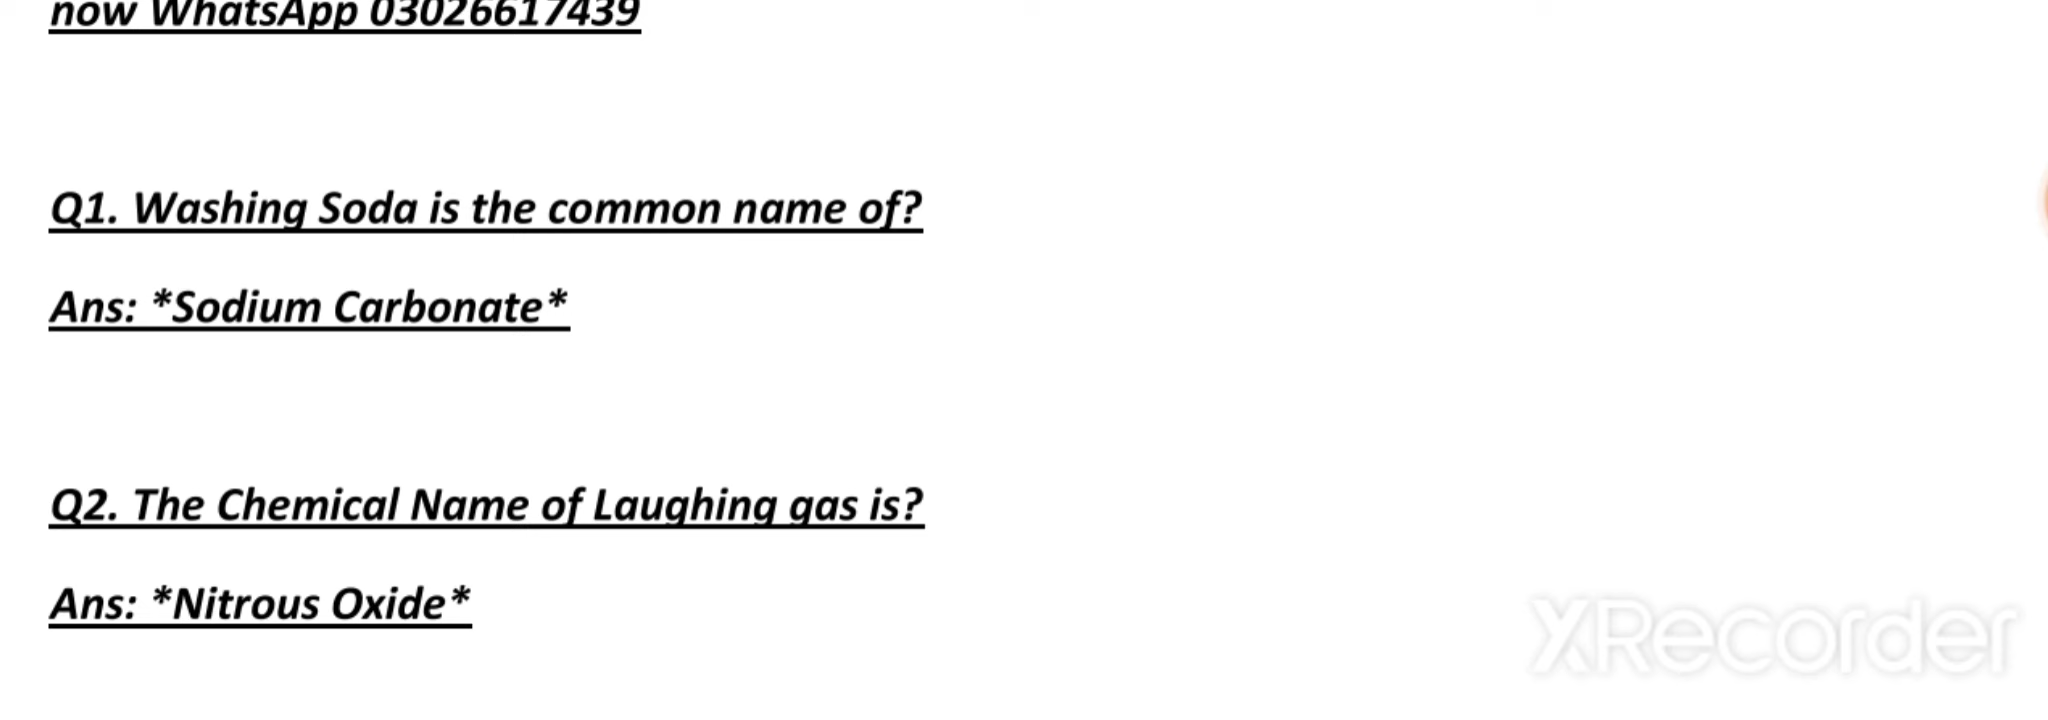 now WhatsApp 03026617439
Q1. Washing Soda is the common name of?
Ans: *Sodium Carbonate*
Q2. The Chemical Name of Laughing gas is?
Ans: *Nitrous Oxide*
XRecorder